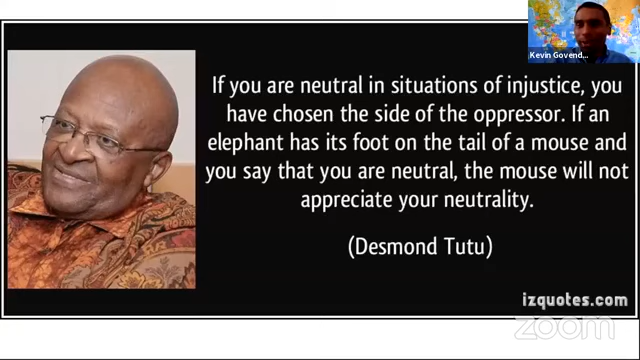 Kevin Govend...
If you are neutral in situations of injustice, you
have chosen the side of the oppressor. If an
elephant has its foot on the tail of a mouse and
you say that you are neutral, the mouse will not
appreciate your neutrality.
(Desmond Tutu)
izquotes.com
zoom